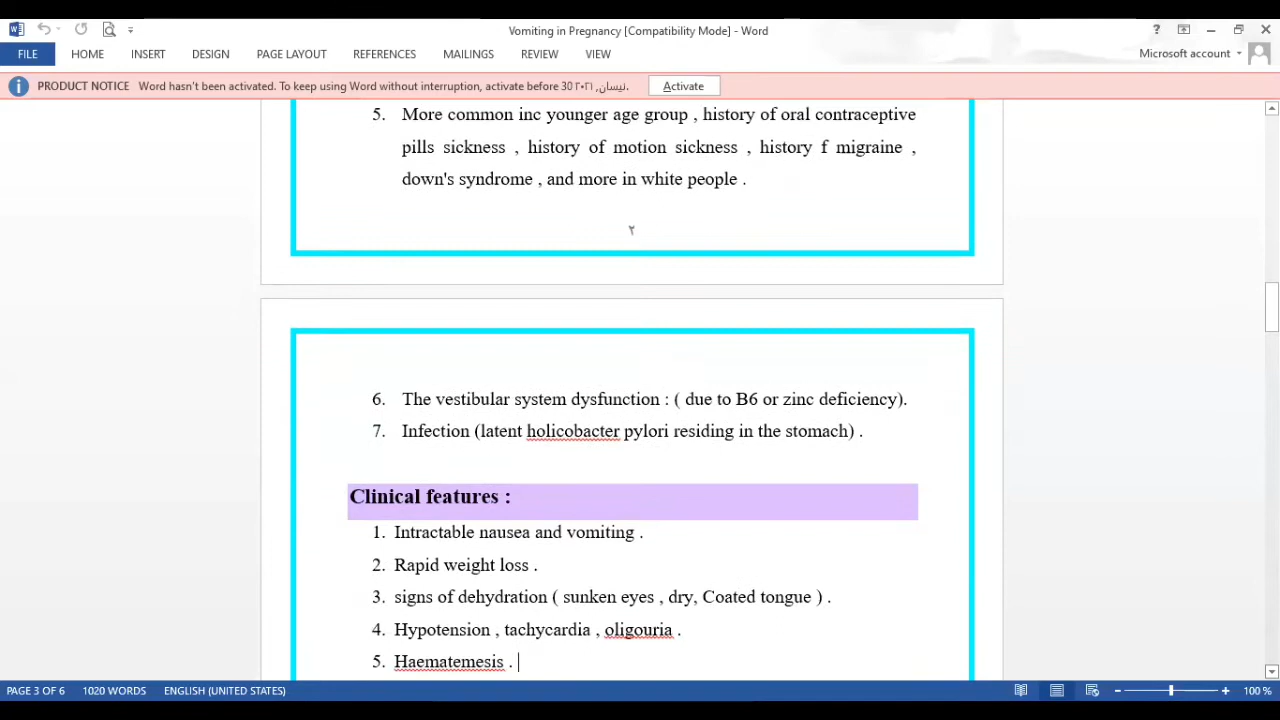 Vomiting in Pregnancy [Compatibility Mode] - Word
FILE HOME INSERT DESIGN PAGE LAYOUT REFERENCES MAILINGS REVIEW VIEW Microsoft account
PRODUCT NOTICE Word hasn't been activated. To keep using Word without interruption, activate before 30 نيسان, ٢٠٢١. Activate
5. More common inc younger age group , history of oral contraceptive
pills sickness , history of motion sickness , history f migraine ,
down's syndrome , and more in white people .
٢
6. The vestibular system dysfunction : ( due to B6 or zinc deficiency).
7. Infection (latent holicobacter pylori residing in the stomach) .
Clinical features :
1. Intractable nausea and vomiting .
2. Rapid weight loss .
3. signs of dehydration ( sunken eyes , dry, Coated tongue ) .
4. Hypotension , tachycardia , oligouria .
5. Haematemesis .
PAGE 3 OF 6 1020 WORDS ENGLISH (UNITED STATES) 100 %